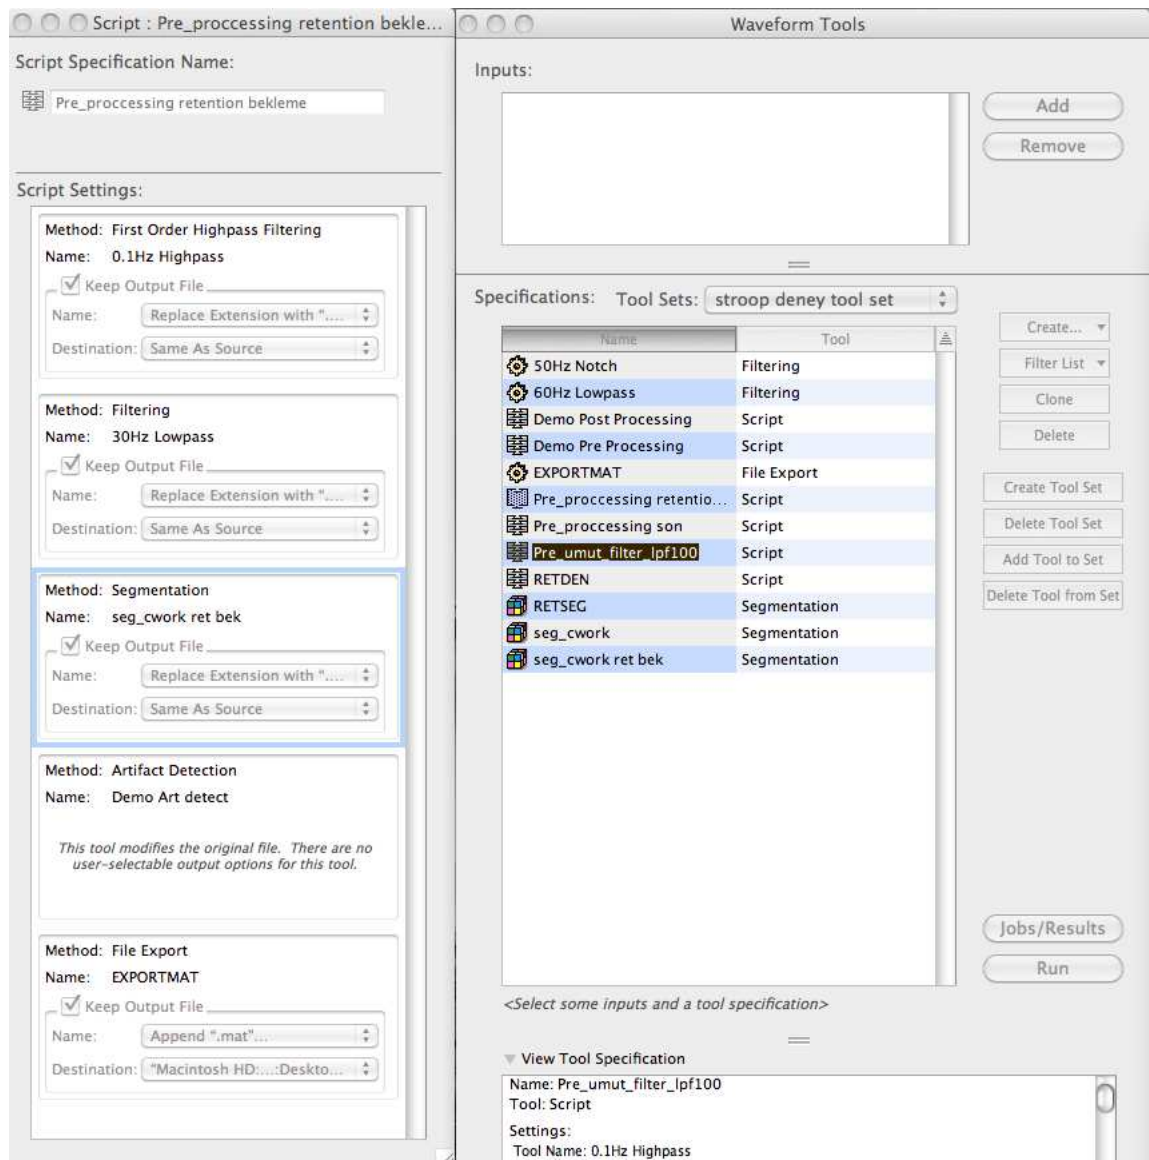 Script : Pre_proccessing retention bekle...
Script Specification Name:
Pre_proccessing retention bekleme
Script Settings:
Method: First Order Highpass Filtering
Name: 0.1Hz Highpass
Keep Output File
Name: Replace Extension with "....
Destination: Same As Source
Method: Filtering
Name: 30Hz Lowpass
Keep Output File
Name: Replace Extension with "....
Destination: Same As Source
Method: Segmentation
Name: seg_cwork ret bek
Keep Output File
Name: Replace Extension with "....
Destination: Same As Source
Method: Artifact Detection
Name: Demo Art detect
This tool modifies the original file. There are no
user-selectable output options for this tool.
Method: File Export
Name: EXPORTMAT
Keep Output File
Name: Append ".mat"...
Destination: "Macintosh HD:...:Deskto...
Waveform Tools
Inputs:
Add
Remove
Specifications: Tool Sets: stroop deney tool set
Name Tool
50Hz Notch Filtering
60Hz Lowpass Filtering
Demo Post Processing Script
Demo Pre Processing Script
EXPORTMAT File Export
Pre_proccessing retentio... Script
Pre_proccessing son Script
Pre_umut_filter_lpf100 Script
RETDEN Script
RETSEG Segmentation
seg_cwork Segmentation
seg_cwork ret bek Segmentation
Create...
Filter List
Clone
Delete
Create Tool Set
Delete Tool Set
Add Tool to Set
Delete Tool from Set
Jobs/Results
Run
<Select some inputs and a tool specification>
View Tool Specification
Name: Pre_umut_filter_lpf100
Tool: Script
Settings:
Tool Name: 0.1Hz Highpass